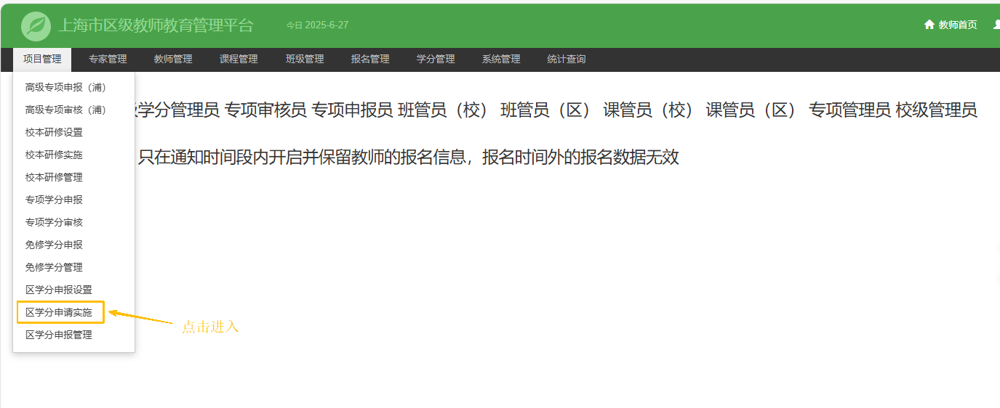 上海市区级教师教育管理平台 今日 2025-6-27 教师首页
项目管理 专家管理 教师管理 课程管理 班级管理 报名管理 学分管理 系统管理 统计查询
高级专项申报（浦）
高级专项审核（浦）
学分管理员 专项审核员 专项申报员 班管员（校） 班管员（区） 课管员（校） 课管员（区） 专项管理员 校级管理员
校本研修设置
校本研修实施
只在通知时间段内开启并保留教师的报名信息，报名时间外的报名数据无效
校本研修管理
专项学分申报
专项学分审核
免修学分申报
免修学分管理
区学分申报设置
区学分申请实施
点击进入
区学分申报管理